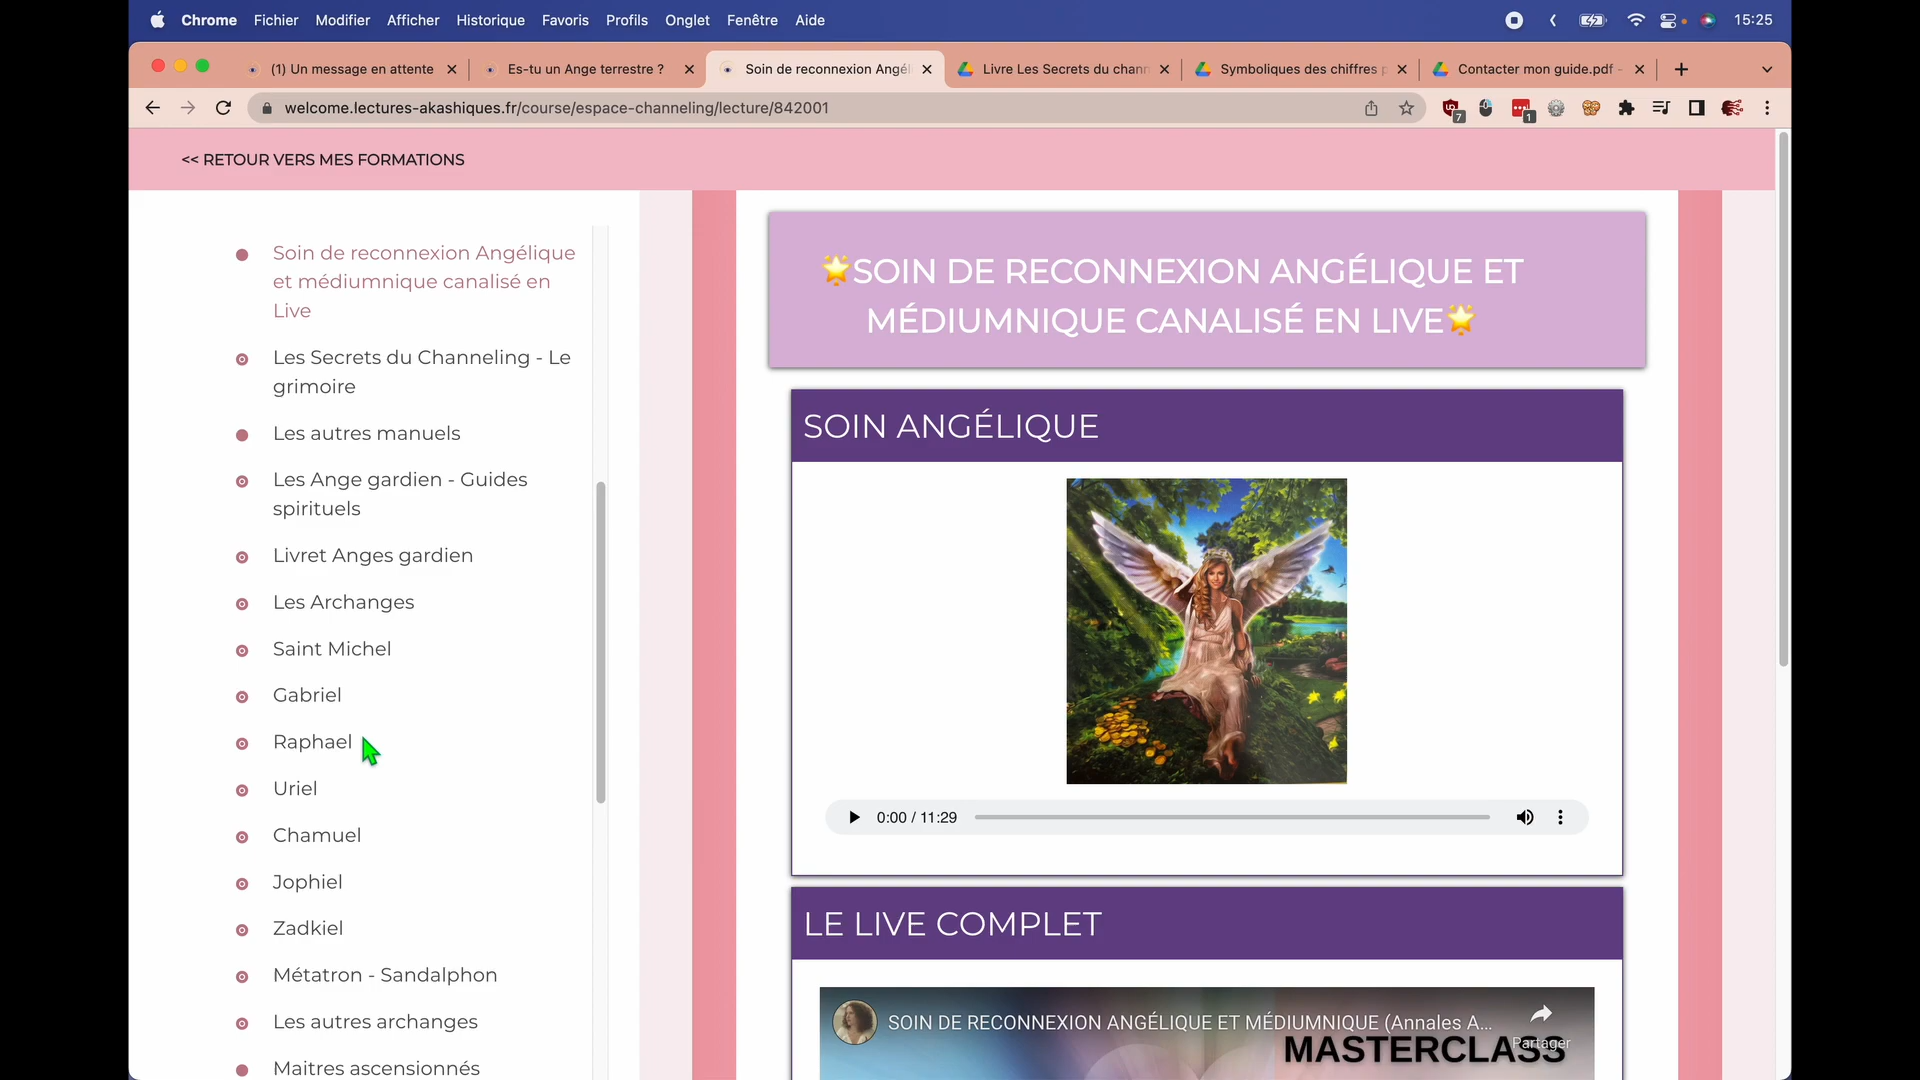 Chrome Fichier Modifier Afficher Historique Favoris Profils Onglet Fenêtre Aide 15:25
(1) Un message en attente Es-tu un Ange terrestre ? Soin de reconnexion Angéli Livre Les Secrets du chann Symboliques des chiffres p Contacter mon guide.pdf -
welcome.lectures-akashiques.fr/course/espace-channeling/lecture/842001 7 1
<< RETOUR VERS MES FORMATIONS
Soin de reconnexion Angélique
et médiumnique canalisé en
Live
Les Secrets du Channeling - Le
grimoire
Les autres manuels
Les Ange gardien - Guides
spirituels
Livret Anges gardien
Les Archanges
Saint Michel
Gabriel
Raphael
Uriel
Chamuel
Jophiel
Zadkiel
Métatron - Sandalphon
Les autres archanges
Maitres ascensionnés
🌟SOIN DE RECONNEXION ANGÉLIQUE ET
MÉDIUMNIQUE CANALISÉ EN LIVE🌟
SOIN ANGÉLIQUE
0:00 / 11:29
LE LIVE COMPLET
SOIN DE RECONNEXION ANGÉLIQUE ET MÉDIUMNIQUE (Annales A...
Partager
MASTERCLASS